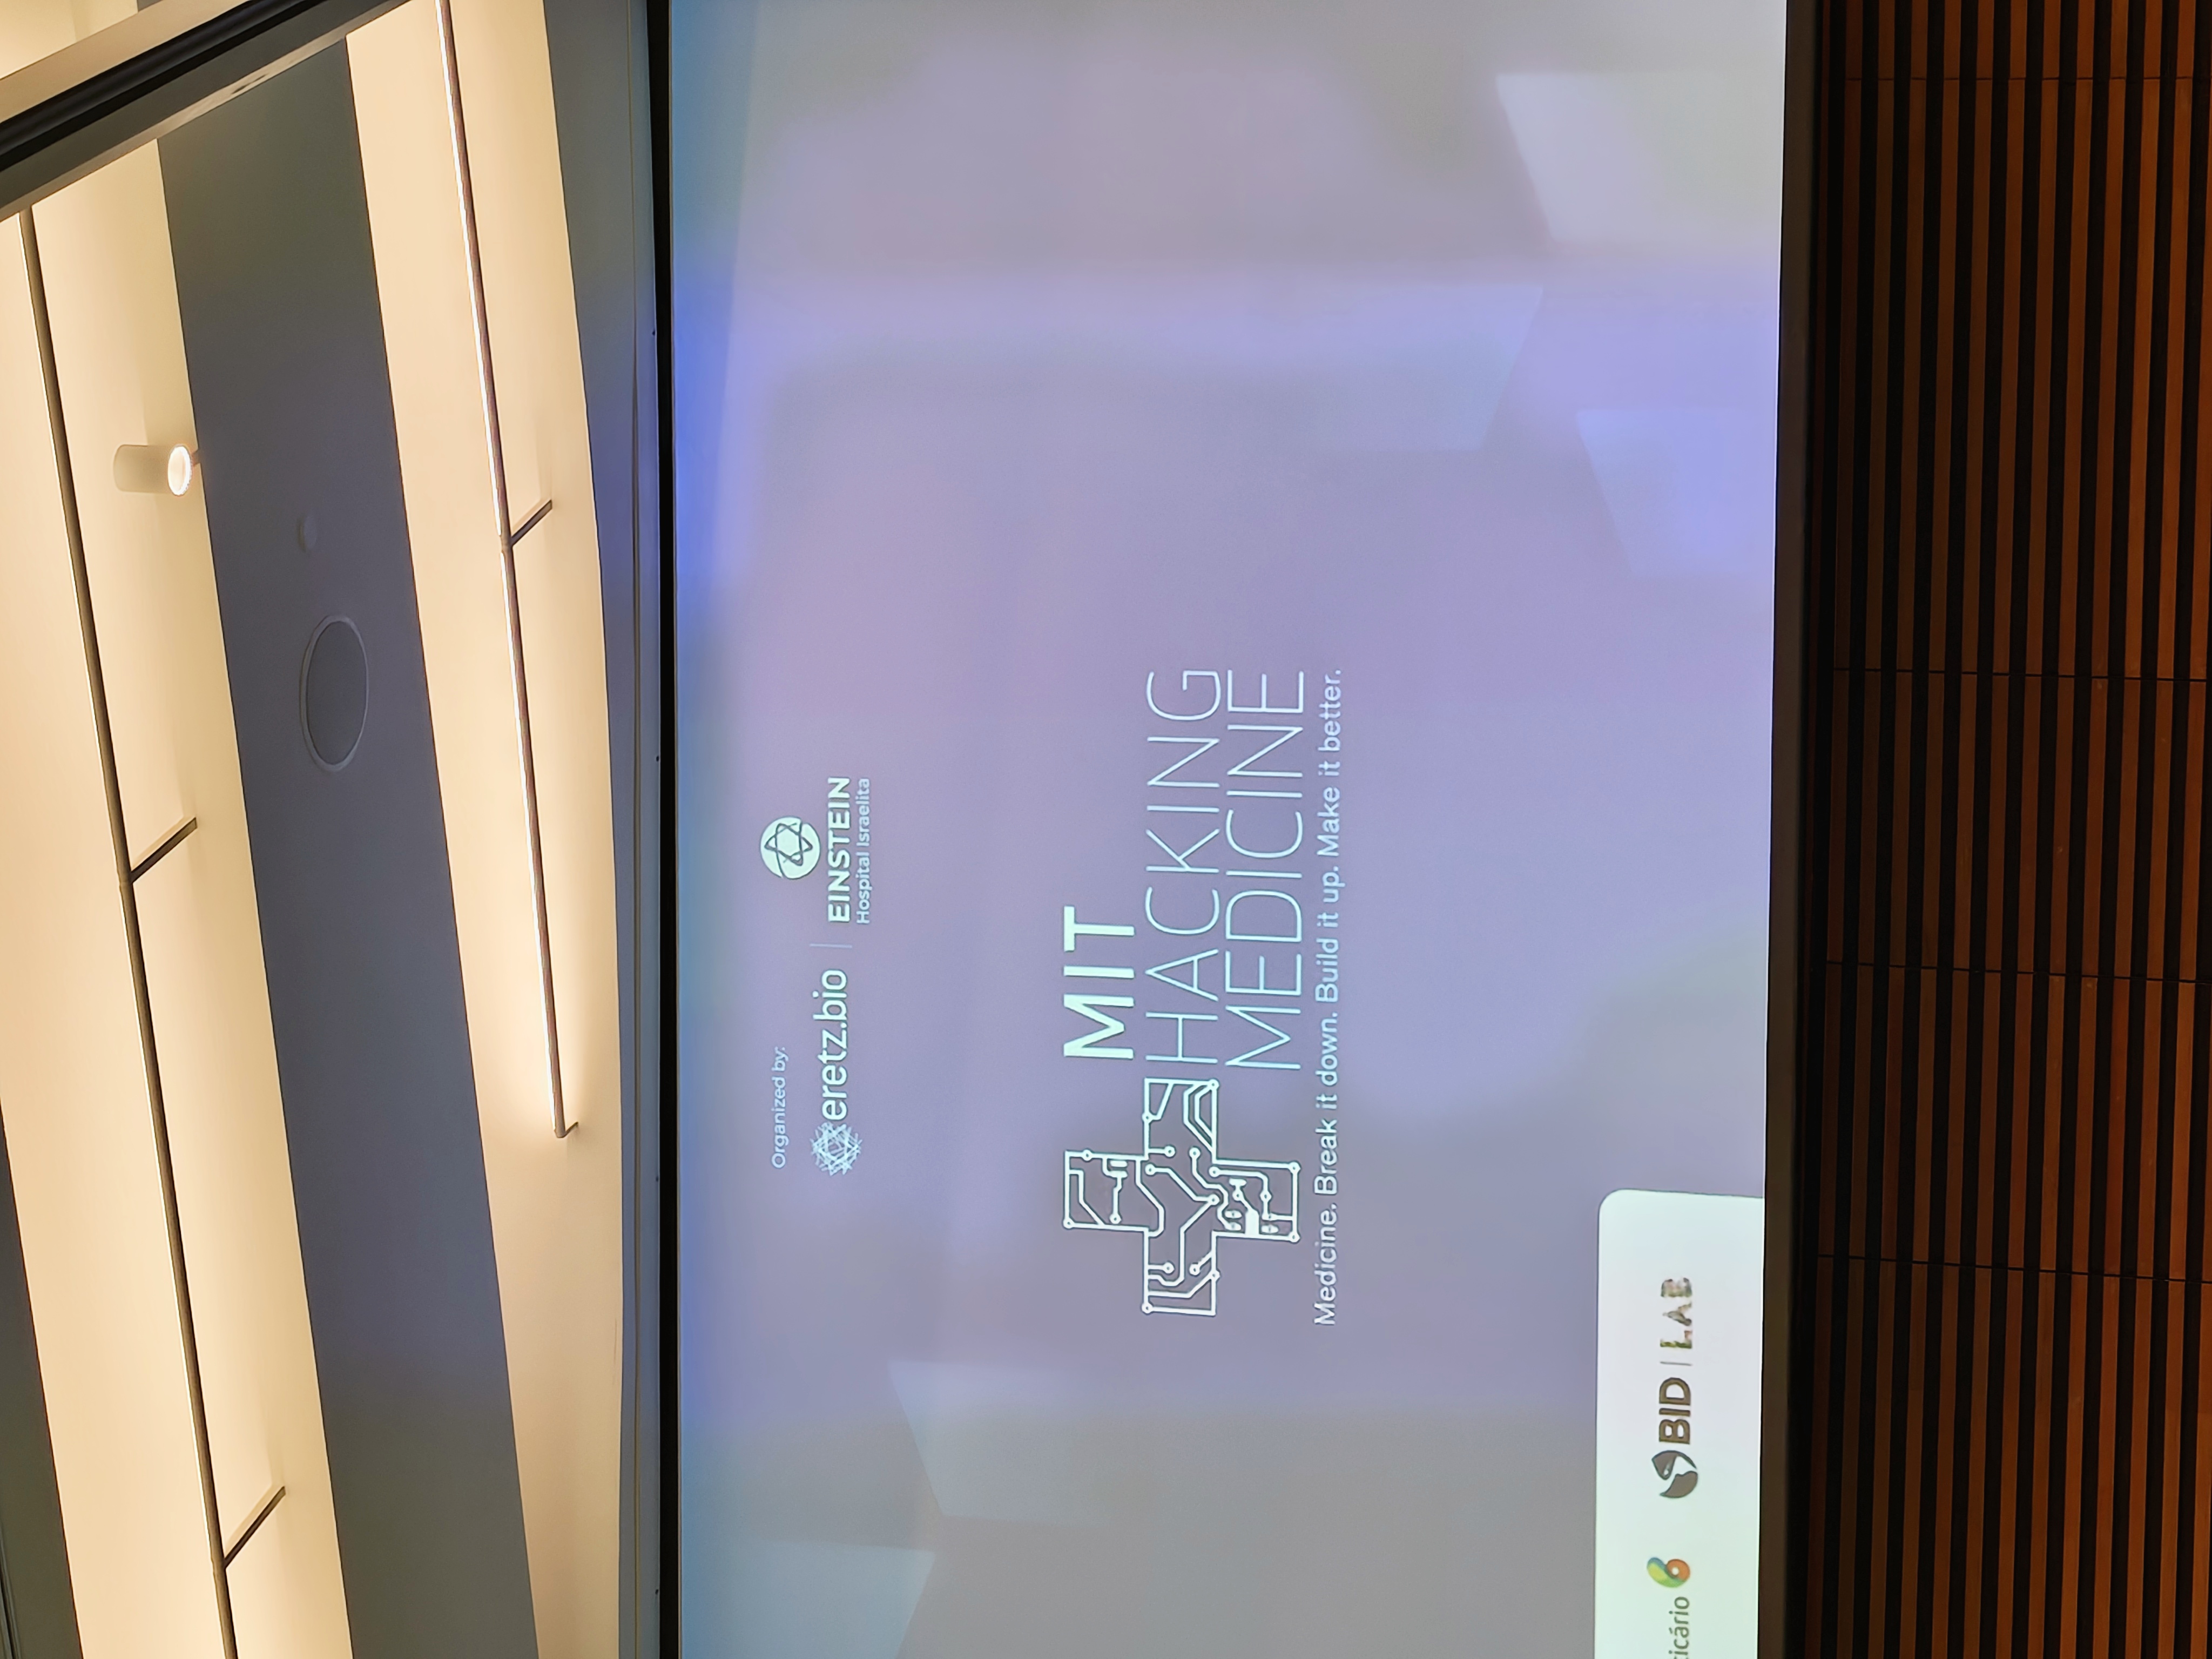 Organized by:
eretz.bio
EINSTEIN
Hospital Israelita
MIT
HACKING
MEDICINE
Medicine. Break it down. Build it up. Make it better.
BID | LAB